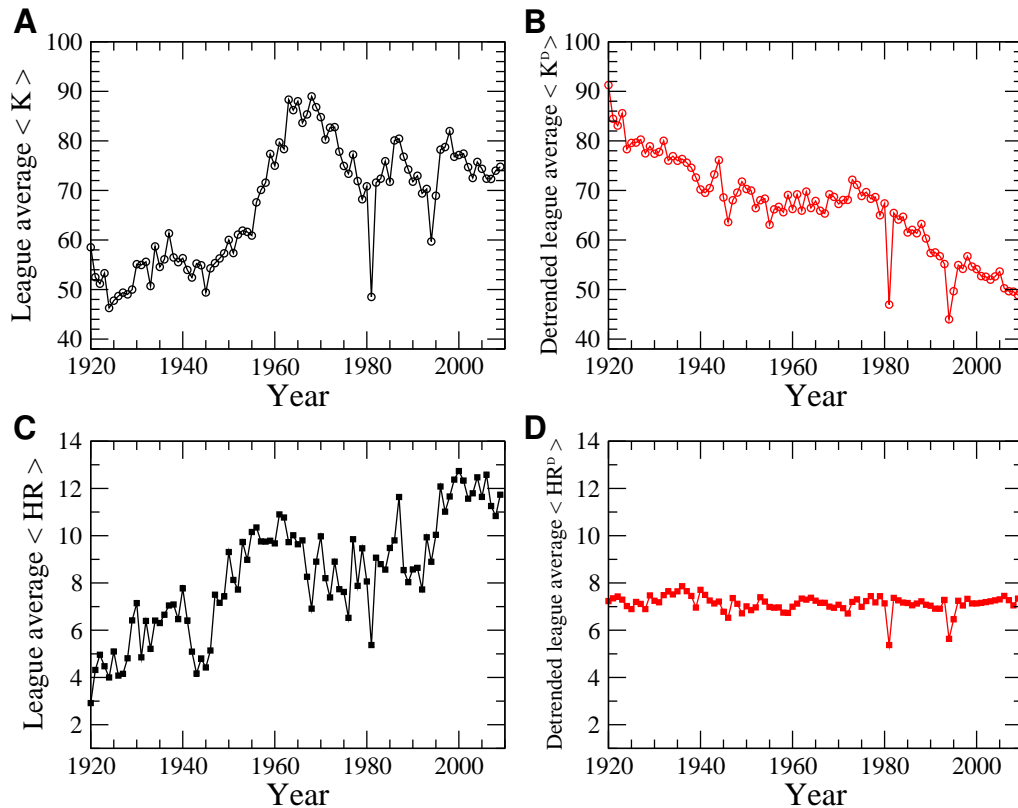 A
League average < K >
100
90
80
70
60
50
40
1920 1940 1960 1980 2000
Year
B
Detrended league average < K^D >
100
90
80
70
60
50
40
1920 1940 1960 1980 2000
Year
C
League average < HR >
14
12
10
8
6
4
2
1920 1940 1960 1980 2000
Year
D
Detrended league average < HR^D >
14
12
10
8
6
4
2
1920 1940 1960 1980 2000
Year